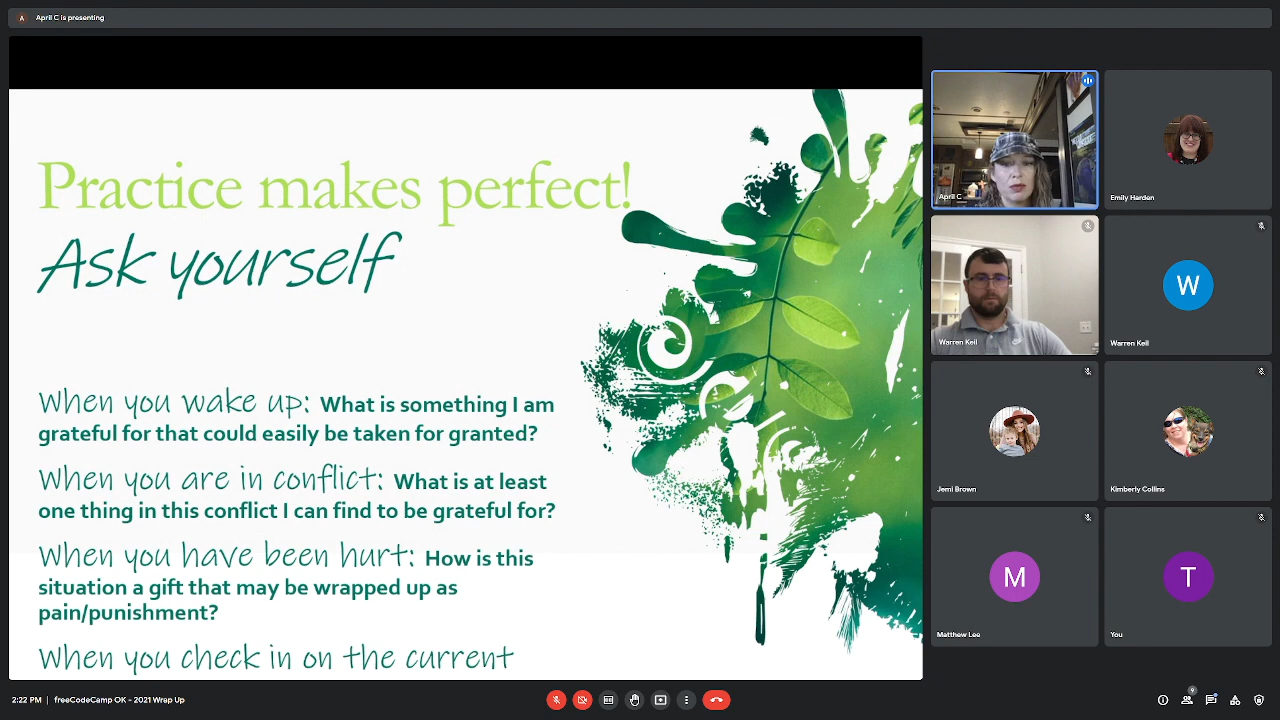 A
April C is presenting
Practice makes perfect!
Ask yourself
When you wake up: What is something I am
grateful for that could easily be taken for granted?
When you are in conflict: What is at least
one thing in this conflict I can find to be grateful for?
When you have been hurt: How is this
situation a gift that may be wrapped up as
pain/punishment?
When you check in on the current
April C
Emily Harden
Warren Keil
W
Warren Keil
Jemi Brown
Kimberly Collins
M
Matthew Lee
T
You
2:22 PM | freeCodeCamp OK - 2021 Wrep Up
9